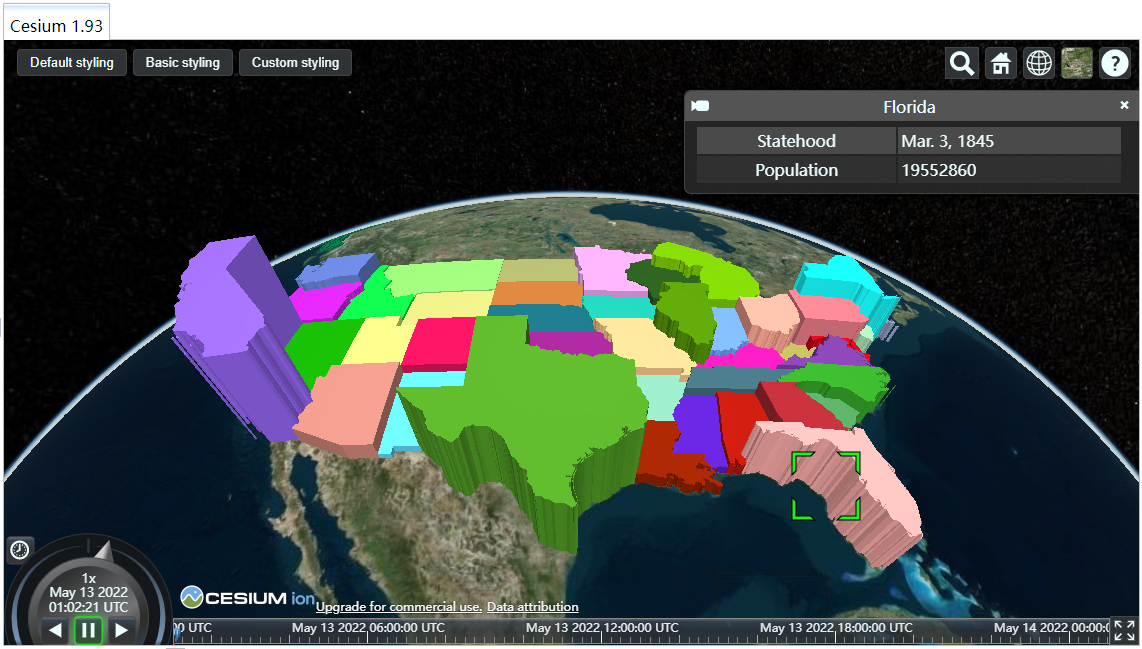 Cesium 1.93
Default styling
Basic styling
Custom styling
?
Florida
Statehood
Mar. 3, 1845
Population
19552860
1x
May 13 2022
01:02:21 UTC
CESIUM ion
Upgrade for commercial use. Data attribution
00 UTC
May 13 2022 06:00:00 UTC
May 13 2022 12:00:00 UTC
May 13 2022 18:00:00 UTC
May 14 2022 00:00:0